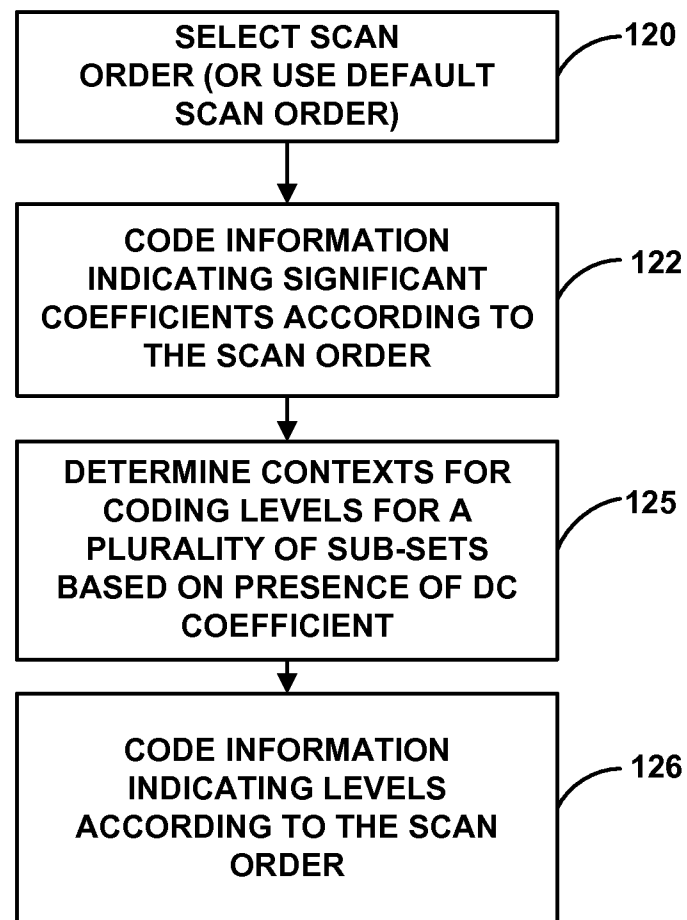 SELECT SCAN
ORDER (OR USE DEFAULT
SCAN ORDER)
120
CODE INFORMATION
INDICATING SIGNIFICANT
COEFFICIENTS ACCORDING TO
THE SCAN ORDER
122
DETERMINE CONTEXTS FOR
CODING LEVELS FOR A
PLURALITY OF SUB-SETS
BASED ON PRESENCE OF DC
COEFFICIENT
125
CODE INFORMATION
INDICATING LEVELS
ACCORDING TO THE SCAN
ORDER
126